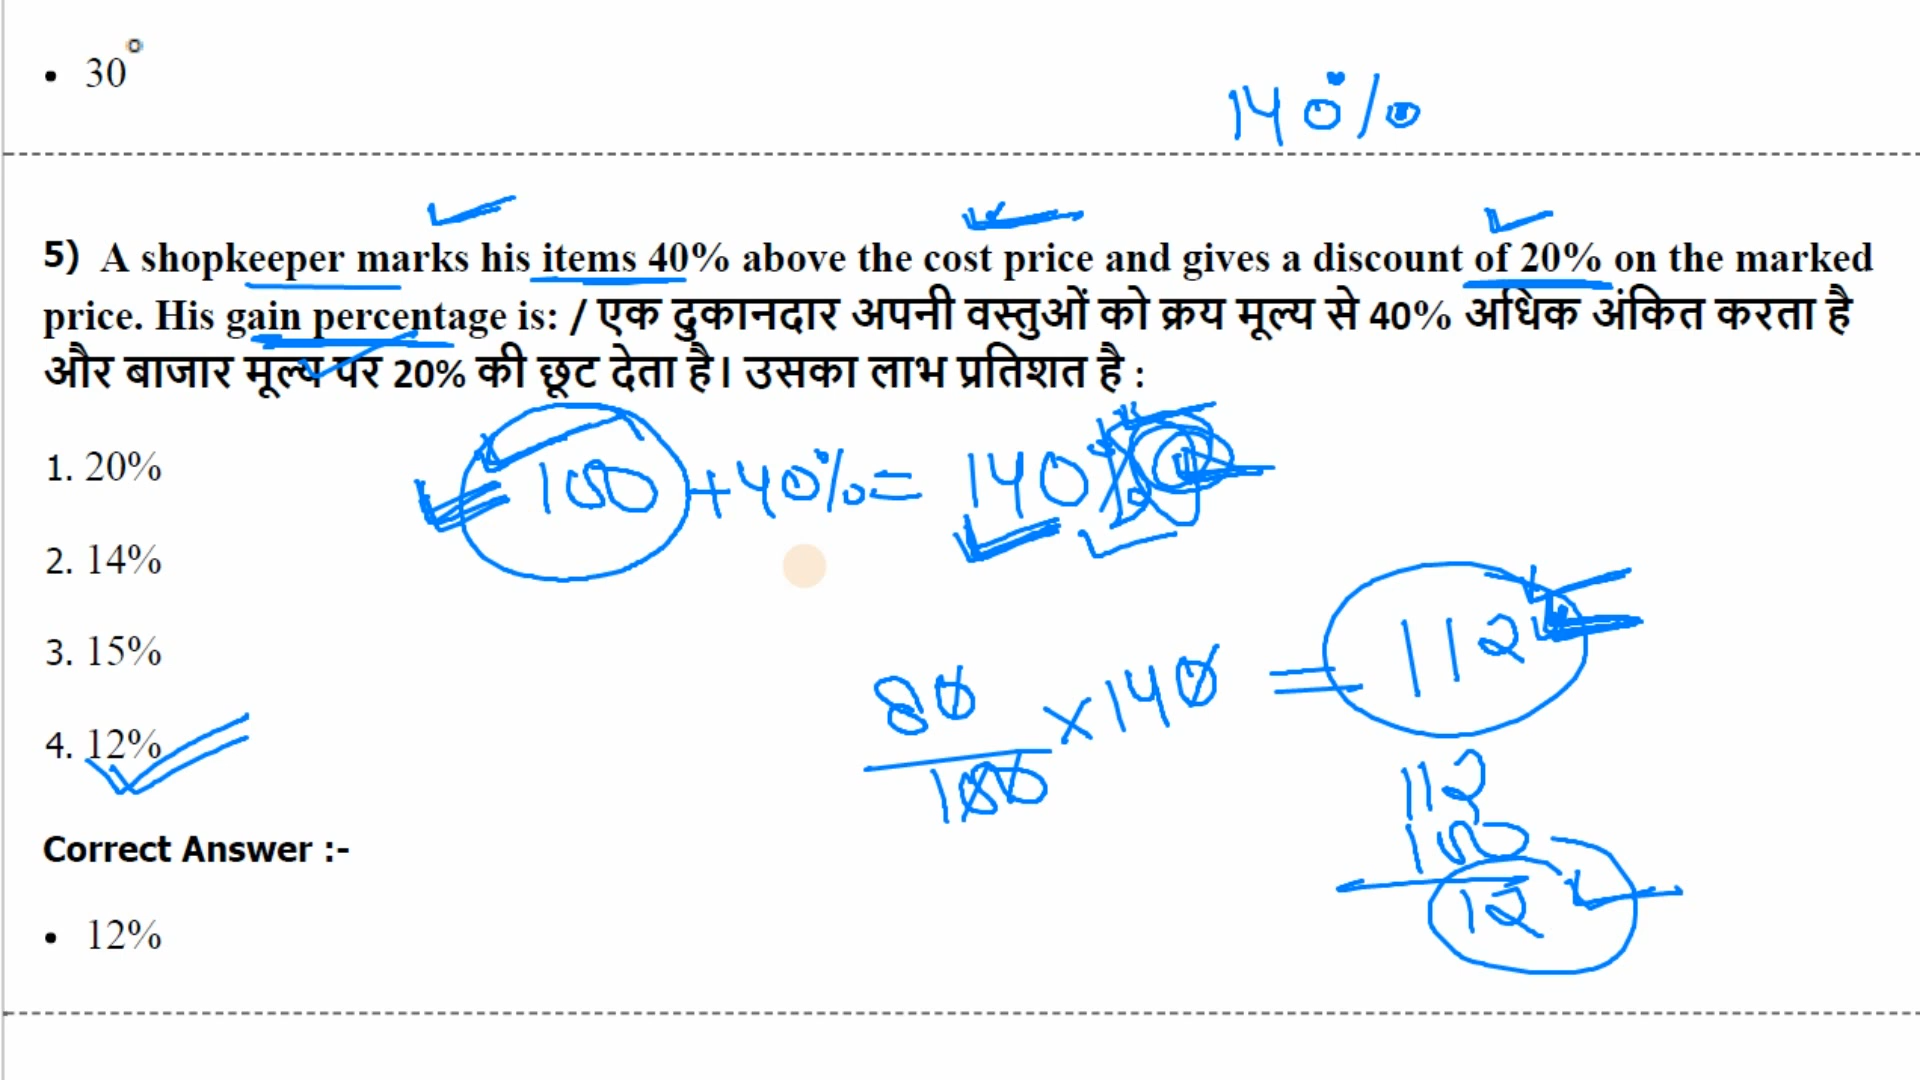 • 30°
140%
5) A shopkeeper marks his items 40% above the cost price and gives a discount of 20% on the marked
price. His gain percentage is: / एक दुकानदार अपनी वस्तुओं को क्रय मूल्य से 40% अधिक अंकित करता है
और बाजार मूल्य पर 20% की छूट देता है। उसका लाभ प्रतिशत है :
1. 20%
100 + 40% = 140
2. 14%
3. 15%
80
100
× 140 = 112
4. 12%
112
100
12
Correct Answer :-
• 12%